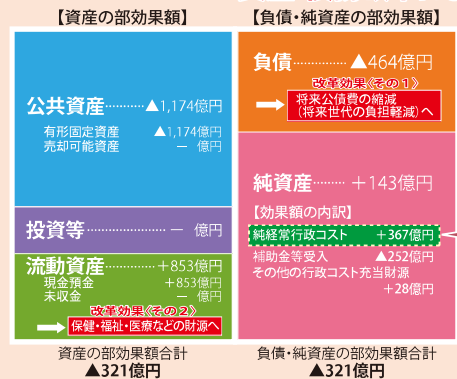 【資産の部効果額】
公共資産…………▲1,174億円
有形固定資産 ▲1,174億円
売却可能資産 － 億円
投資等…………………… － 億円
流動資産…………＋853億円
現金預金 ＋853億円
未収金 － 億円
改革効果〈その２〉
保健・福祉・医療などの財源へ
資産の部効果額合計
▲321億円
【負債・純資産の部効果額】
負債……………▲464億円
改革効果〈その１〉
将来公債費の縮減
（将来世代の負担軽減）へ
純資産………＋143億円
【効果額の内訳】
純経常行政コスト ＋367億円
補助金等受入 ▲252億円
その他の行政コスト充当財源
＋28億円
負債・純資産の部効果額合計
▲321億円